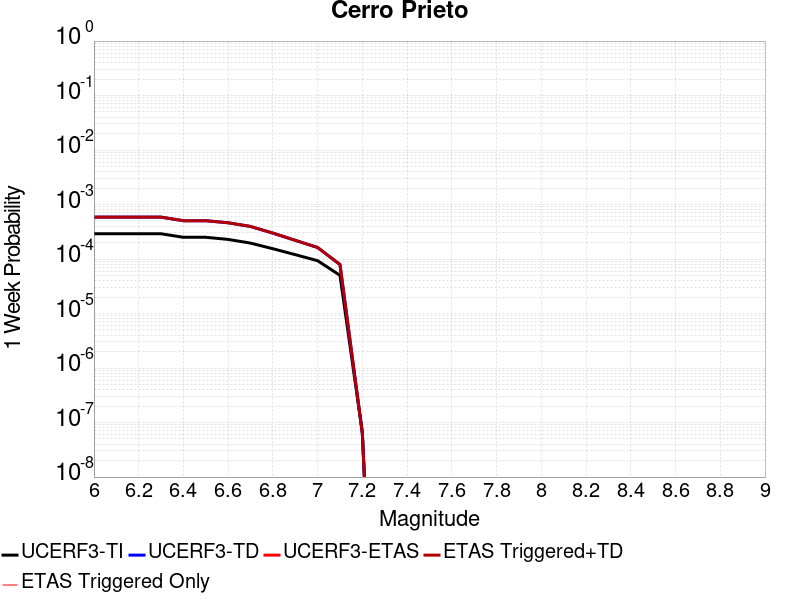 Cerro Prieto
10^0
10^-1
10^-2
10^-3
10^-4
10^-5
10^-6
10^-7
10^-8
1 Week Probability
6 6.2 6.4 6.6 6.8 7 7.2 7.4 7.6 7.8 8 8.2 8.4 8.6 8.8 9
Magnitude
UCERF3-TI UCERF3-TD UCERF3-ETAS ETAS Triggered+TD
ETAS Triggered Only